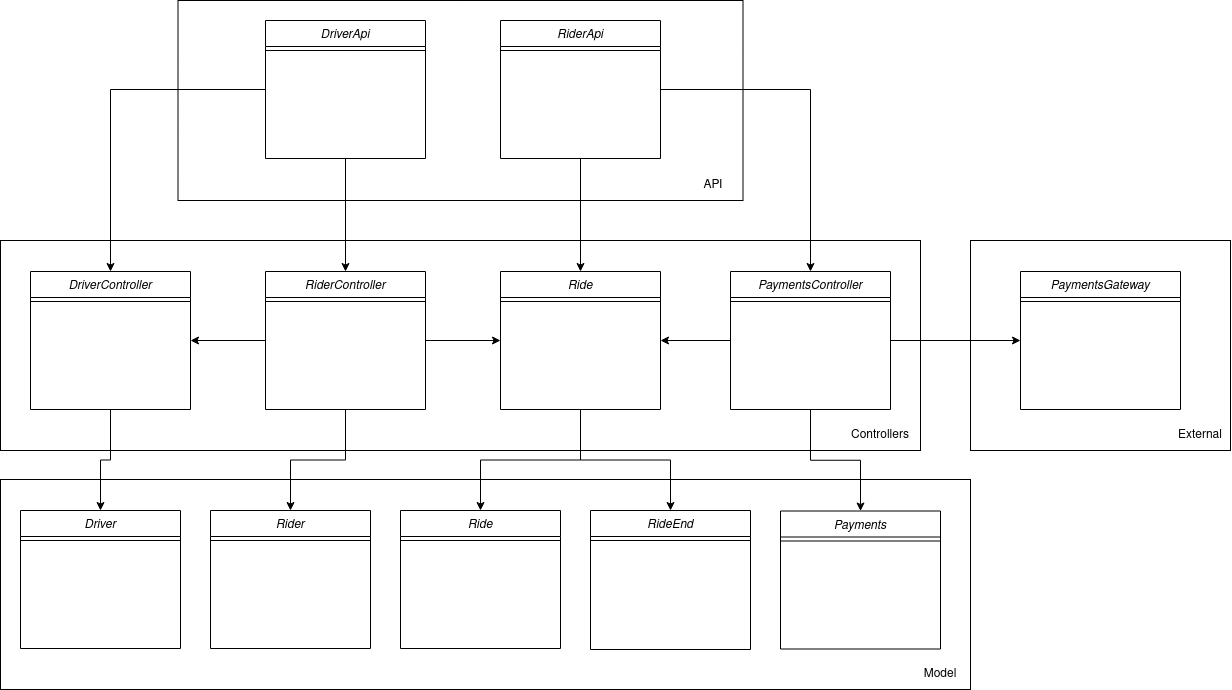 DriverApi
RiderApi
API
DriverController
RiderController
Ride
PaymentsController
PaymentsGateway
Controllers
External
Driver
Rider
Ride
RideEnd
Payments
Model